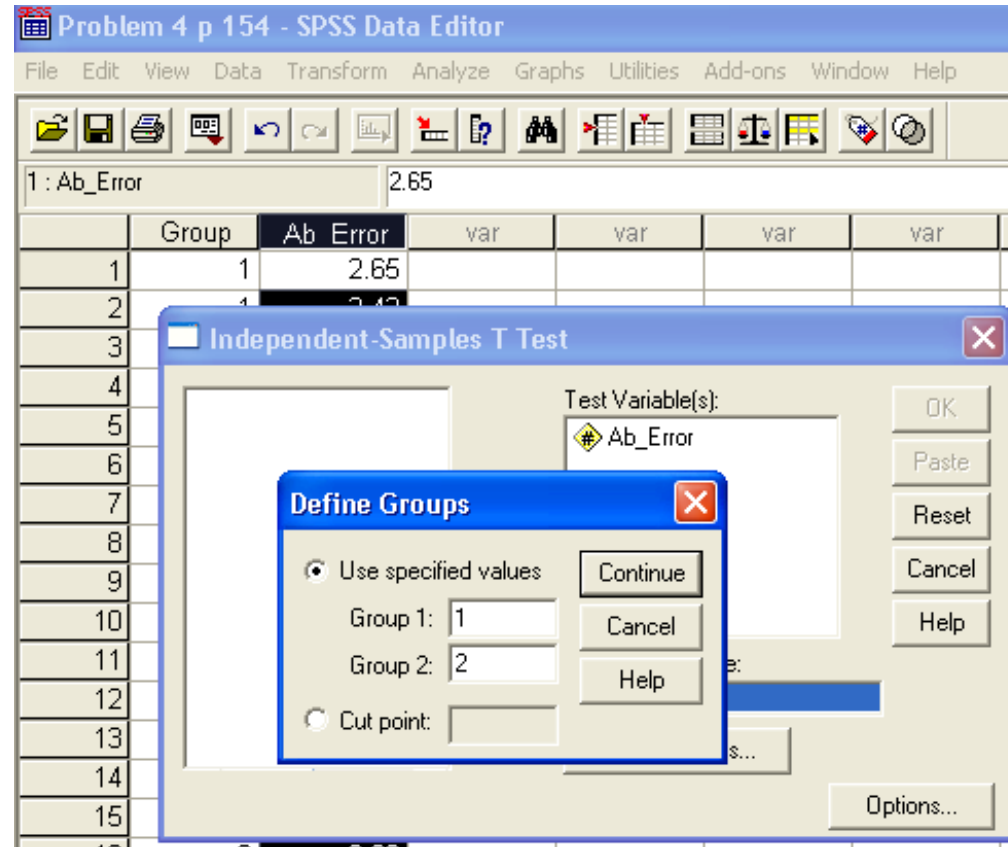 SPSS
Problem 4 p 154 - SPSS Data Editor
File Edit View Data Transform Analyze Graphs Utilities Add-ons Window Help
1 : Ab_Error 2.65
Group Ab_Error var var var var
1 1 2.65
2 1
3
4
5
6
7
8
9
10
11
12
13
14
15
Independent-Samples T Test
Test Variable(s):
# Ab_Error
OK
Paste
Reset
Cancel
Help
e:
s...
Options...
Define Groups
Use specified values
Group 1: 1
Group 2: 2
Cut point:
Continue
Cancel
Help